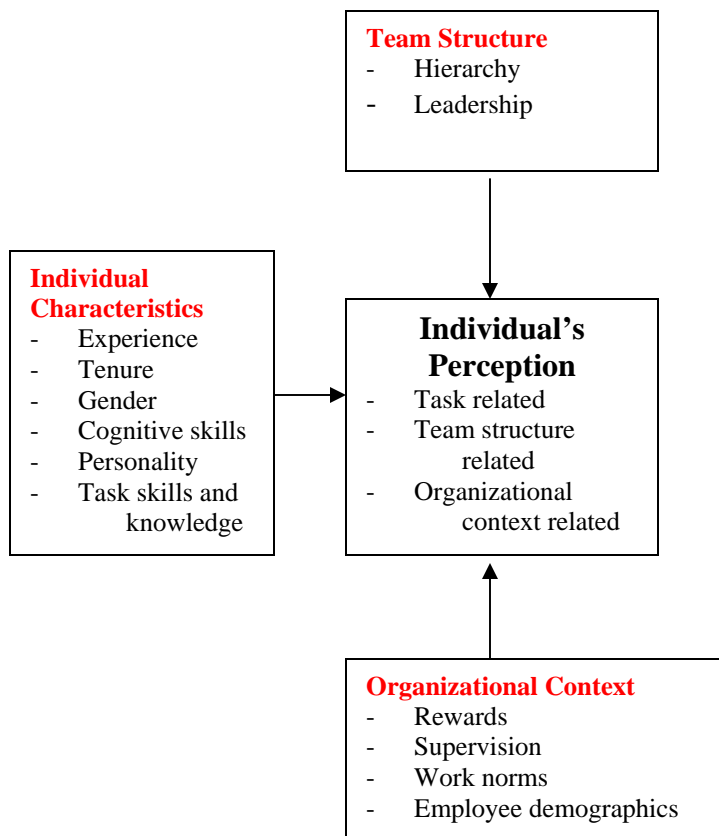 Team Structure
- Hierarchy
- Leadership
Individual
Characteristics
- Experience
- Tenure
- Gender
- Cognitive skills
- Personality
- Task skills and
knowledge
Individual’s
Perception
- Task related
- Team structure
related
- Organizational
context related
Organizational Context
- Rewards
- Supervision
- Work norms
- Employee demographics